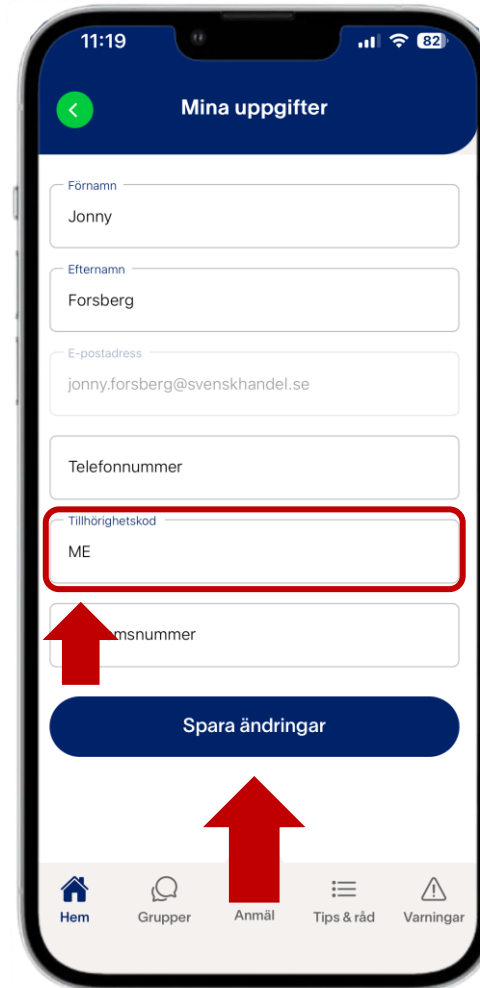 11:19
82
Mina uppgifter
Förnamn
Jonny
Efternamn
Forsberg
E-postadress
jonny.forsberg@svenskhandel.se
Telefonnummer
Tillhörighetskod
ME
Spara ändringar
Hem
Grupper
Anmäl
Tips & råd
Varningar